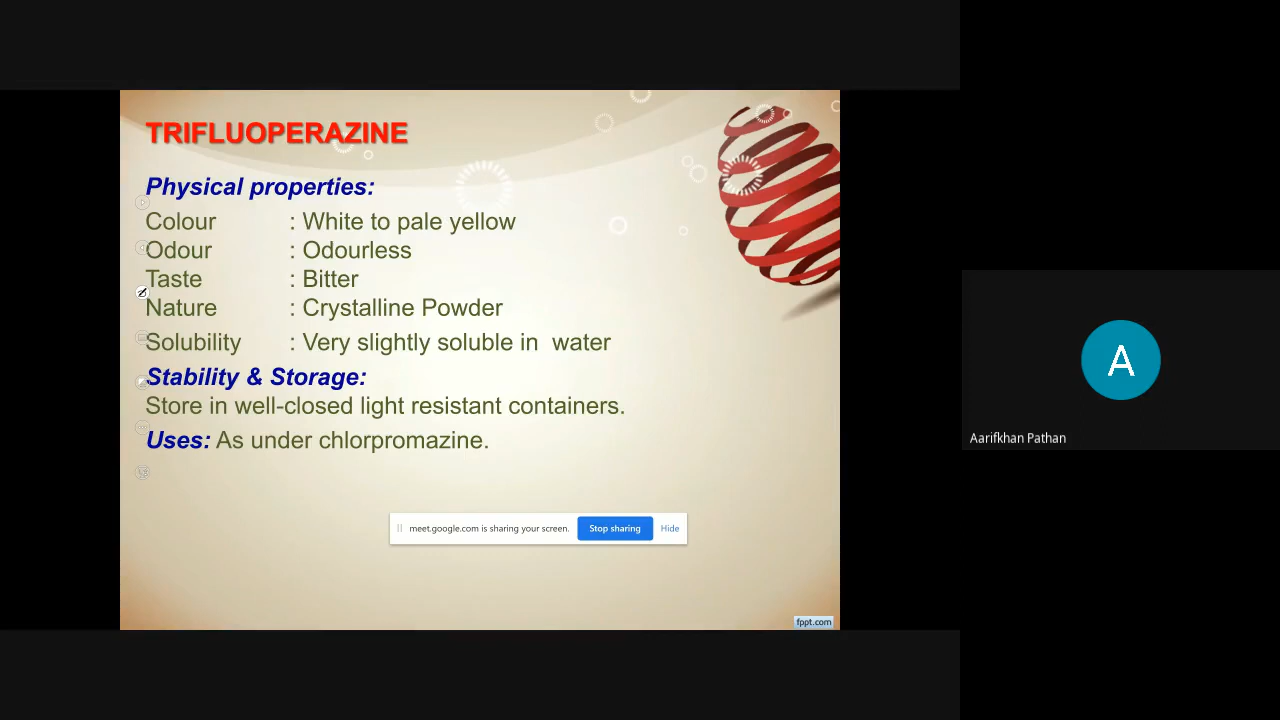 TRIFLUOPERAZINE
Physical properties:
Colour : White to pale yellow
Odour : Odourless
Taste : Bitter
Nature : Crystalline Powder
Solubility : Very slightly soluble in water
Stability & Storage:
Store in well-closed light resistant containers.
Uses: As under chlorpromazine.
meet.google.com is sharing your screen. Stop sharing Hide
fppt.com
A
Aarifkhan Pathan